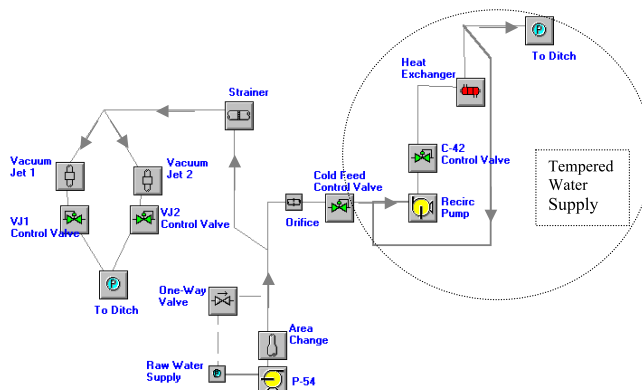 To Ditch
Heat
Exchanger
Strainer
C-42
Control Valve
Tempered
Water
Supply
Vacuum
Jet 1
Vacuum
Jet 2
Cold Feed
Control Valve
Orifice
Recirc
Pump
VJ1
Control Valve
VJ2
Control Valve
To Ditch
One-Way
Valve
Area
Change
Raw Water
Supply
P-54